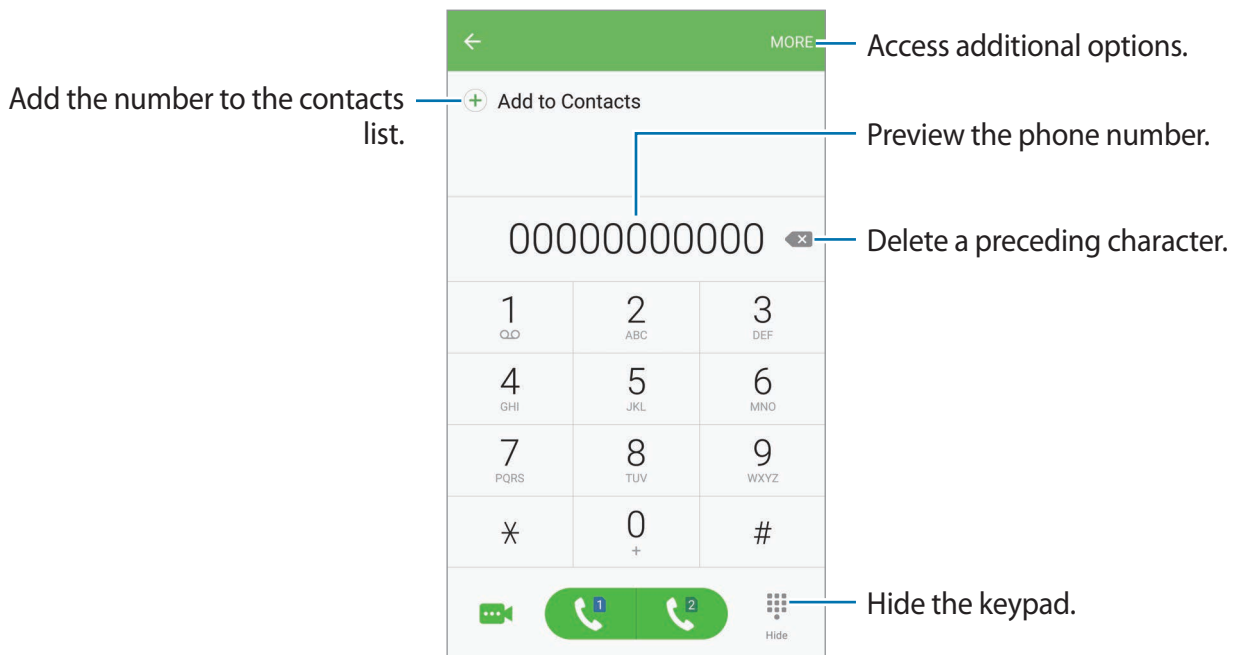 MORE
Access additional options.
Add the number to the contacts
list.
Add to Contacts
Preview the phone number.
00000000000
Delete a preceding character.
1 2 3
ABC DEF
4 5 6
GHI JKL MNO
7 8 9
PQRS TUV WXYZ
* 0 #
+
1 2
Hide the keypad.
Hide